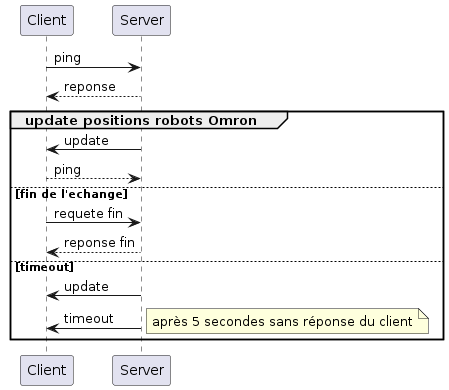 Client
Server
ping
reponse
update positions robots Omron
update
ping
[fin de l'echange]
requete fin
reponse fin
[timeout]
update
timeout
après 5 secondes sans réponse du client
Client
Server